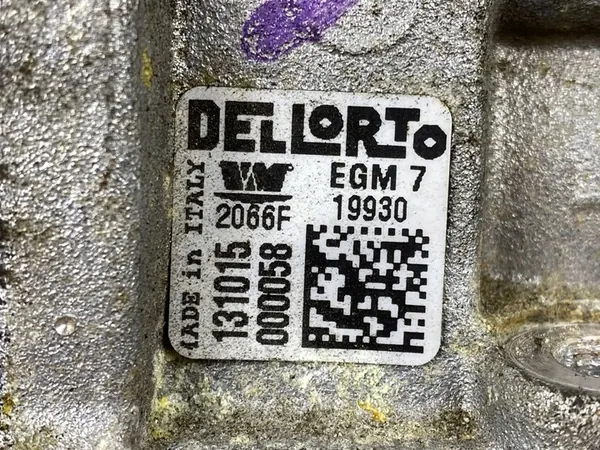 DELLORTO
W EGM 7
2066F 19930
131015
000058
MADE in ITALY